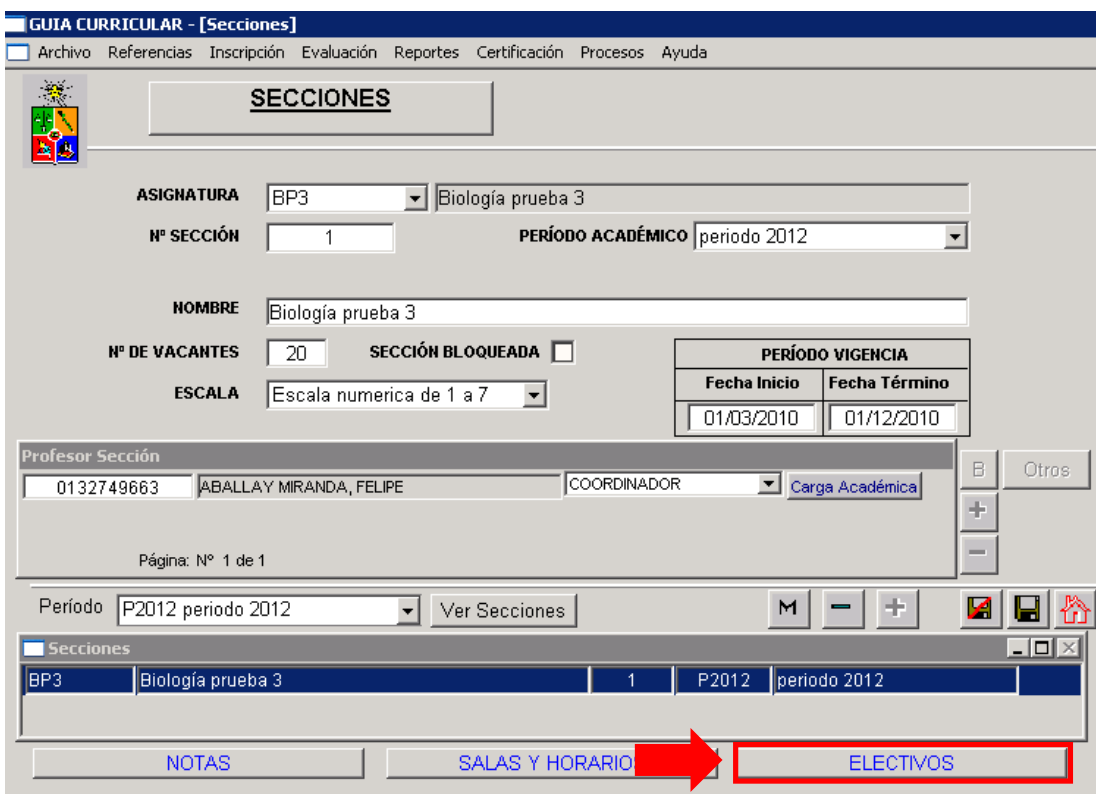 GUIA CURRICULAR - [Secciones]
Archivo Referencias Inscripción Evaluación Reportes Certificación Procesos Ayuda
SECCIONES
ASIGNATURA BP3 Biología prueba 3
Nº SECCIÓN 1 PERÍODO ACADÉMICO periodo 2012
NOMBRE Biología prueba 3
Nº DE VACANTES 20 SECCIÓN BLOQUEADA
PERÍODO VIGENCIA
ESCALA Escala numerica de 1 a 7
Fecha Inicio Fecha Término
01/03/2010 01/12/2010
Profesor Sección
0132749663 ABALLAY MIRANDA, FELIPE COORDINADOR Carga Académica
B Otros
+
−
Página: Nº 1 de 1
Período P2012 periodo 2012 Ver Secciones M − +
Secciones
BP3 Biología prueba 3 1 P2012 periodo 2012
NOTAS SALAS Y HORARIO ELECTIVOS